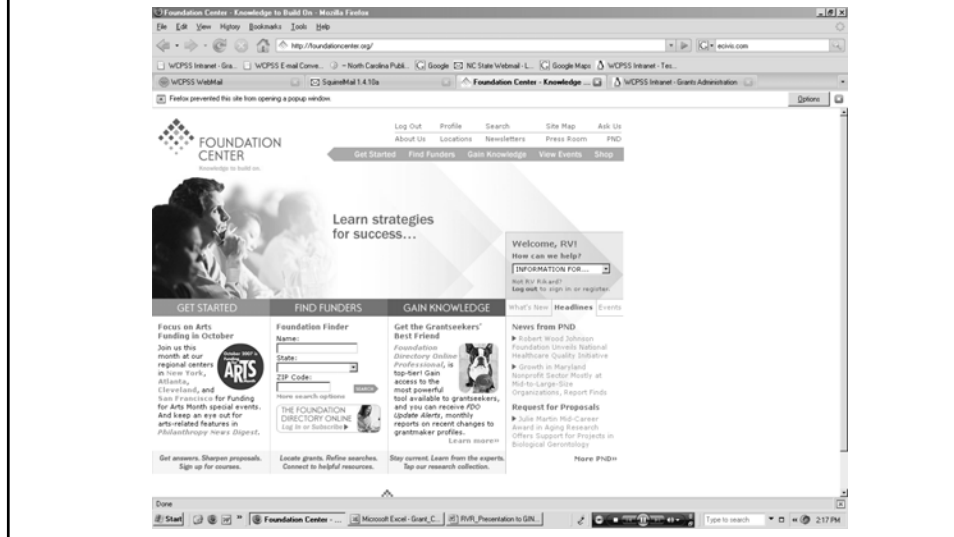 Foundation Center - Knowledge to Build On - Mozilla Firefox
File Edit View History Bookmarks Tools Help
http://foundationcenter.org/
ecivis.com
WCPSS Intranet - Gra... WCPSS E-mail Conve... ~ North Carolina Publi... Google NC State Webmail - L... Google Maps WCPSS Intranet - Tec...
WCPSS WebMail SquirrelMail 1.4.10a Foundation Center - Knowledge ... WCPSS Intranet - Grants Administration
Firefox prevented this site from opening a popup window. Options
FOUNDATION
CENTER
Knowledge to build on.
Log Out Profile Search Site Map Ask Us
About Us Locations Newsletters Press Room PND
Get Started Find Funders Gain Knowledge View Events Shop
Learn strategies
for success...
Welcome, RV!
How can we help?
INFORMATION FOR...
Not RV Rikard?
Log out to sign in or register.
GET STARTED
Focus on Arts
Funding in October
Join us this
month at our
regional centers
in New York,
Atlanta,
Cleveland, and
San Francisco for Funding
for Arts Month special events.
And keep an eye out for
arts-related features in
Philanthropy News Digest.
October 2007 is
Funding
ARTS
Get answers. Sharpen proposals.
Sign up for courses.
FIND FUNDERS
Foundation Finder
Name:
State:
ZIP Code:
SEARCH
More search options
THE FOUNDATION
DIRECTORY ONLINE
Log In or Subscribe
Locate grants. Refine searches.
Connect to helpful resources.
GAIN KNOWLEDGE
Get the Grantseekers'
Best Friend
Foundation
Directory Online
Professional, is
top-tier! Gain
access to the
most powerful
tool available to grantseekers,
and you can receive FDO
Update Alerts, monthly
reports on recent changes to
grantmaker profiles.
Learn more»
Stay current. Learn from the experts.
Tap our research collection.
What's New Headlines Events
News from PND
Robert Wood Johnson
Foundation Unveils National
Healthcare Quality Initiative
Growth in Maryland
Nonprofit Sector Mostly at
Mid-to-Large-Size
Organizations, Report Finds
Request for Proposals
Julie Martin Mid-Career
Award in Aging Research
Offers Support for Projects in
Biological Gerontology
More PND»
Done
Start Foundation Center - ... Microsoft Excel - Grant_C... RVR_Presentation to GIN... Type to search 2:17 PM